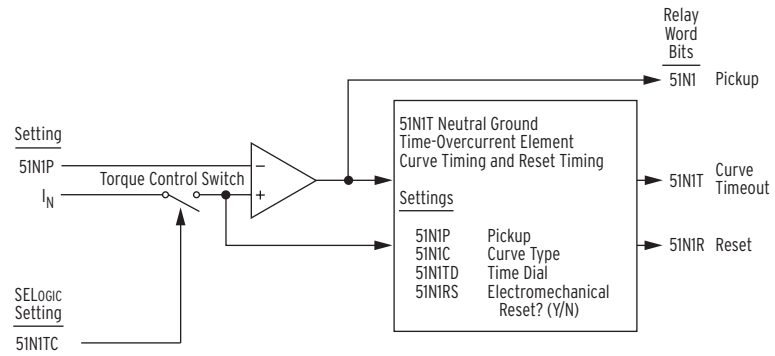 Relay
Word
Bits
51N1 Pickup
Setting
51N1P
Torque Control Switch
I_N
−
+
51N1T Neutral Ground
Time-Overcurrent Element
Curve Timing and Reset Timing
Settings
51N1P Pickup
51N1C Curve Type
51N1TD Time Dial
51N1RS Electromechanical
Reset? (Y/N)
51N1T Curve
Timeout
51N1R Reset
SELOGIC
Setting
51N1TC